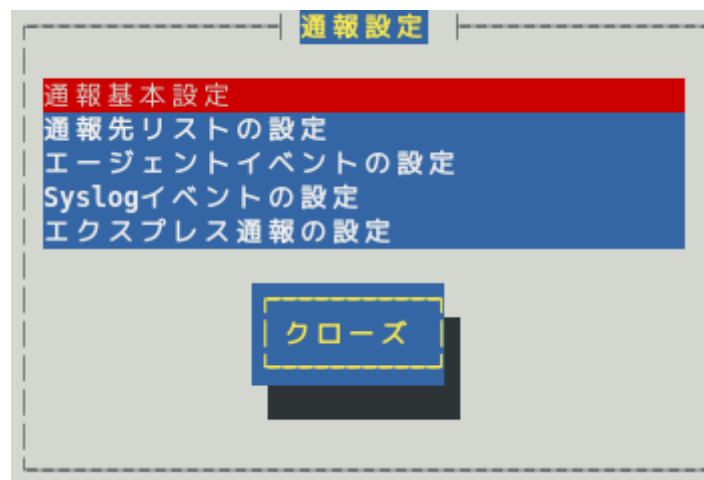 通報設定
通報基本設定
通報先リストの設定
エージェントイベントの設定
Syslogイベントの設定
エクスプレス通報の設定
クローズ